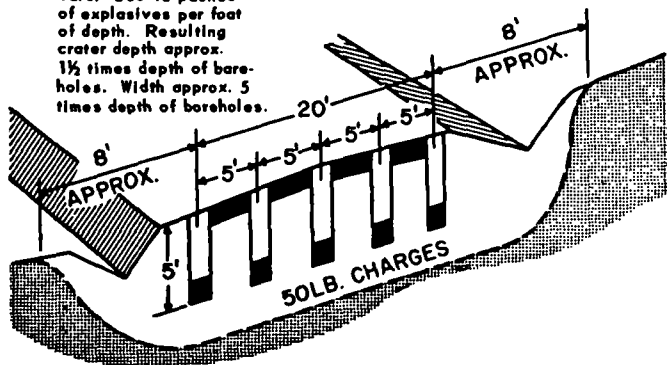 of explosives per foot
of depth. Resulting
crater depth approx.
1½ times depth of bore-
holes. Width approx. 5
times depth of boreholes.
8'
APPROX.
20'
8'
APPROX.
5'
5'
5'
5'
5'
50LB. CHARGES